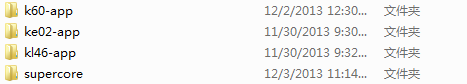 k60-app 12/2/2013 12:30... 文件夹
ke02-app 11/30/2013 9:30... 文件夹
kl46-app 11/30/2013 9:32... 文件夹
supercore 12/3/2013 11:14... 文件夹